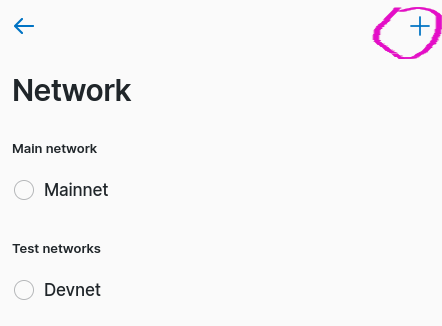 Network
Main network
Mainnet
Test networks
Devnet